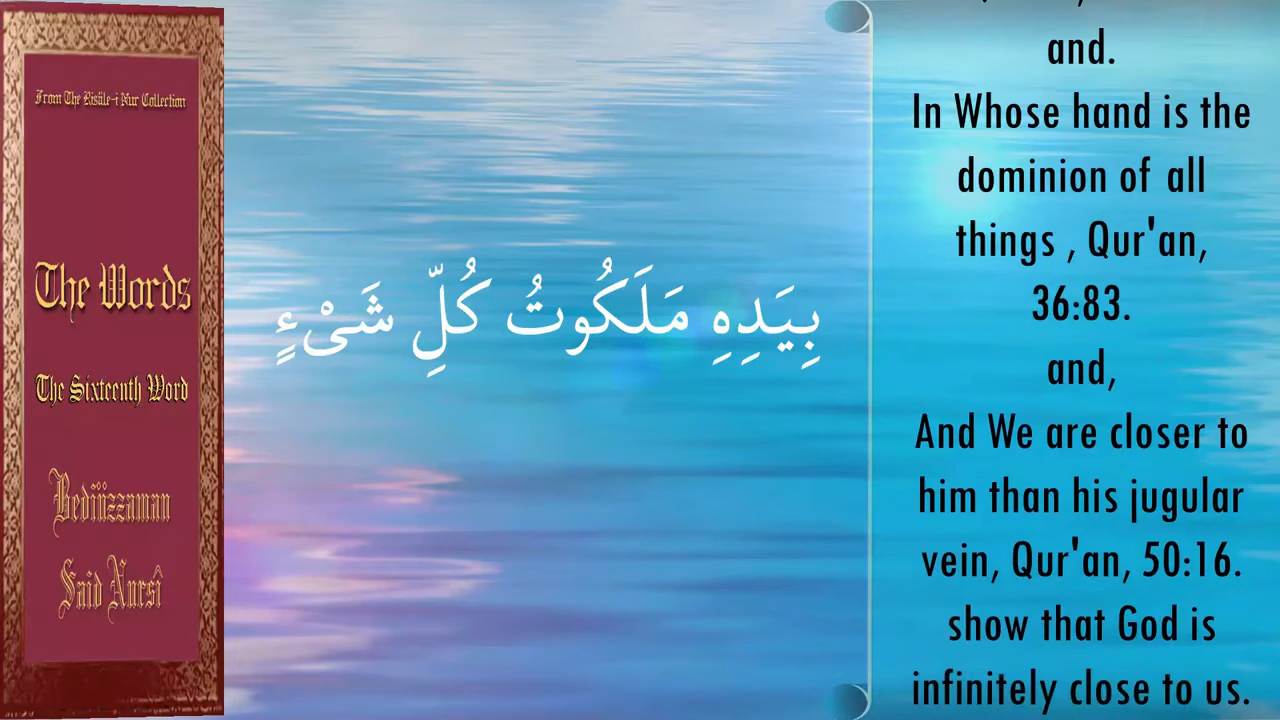 From The Risâle-i Nur Collection
The Words
The Sixteenth Word
Bediüzzaman
Said Nursî
بِيَدِهِ مَلَكُوتُ كُلِّ شَىْءٍ
and.
In Whose hand is the
dominion of all
things , Qur'an,
36:83.
and,
And We are closer to
him than his jugular
vein, Qur'an, 50:16.
show that God is
infinitely close to us.